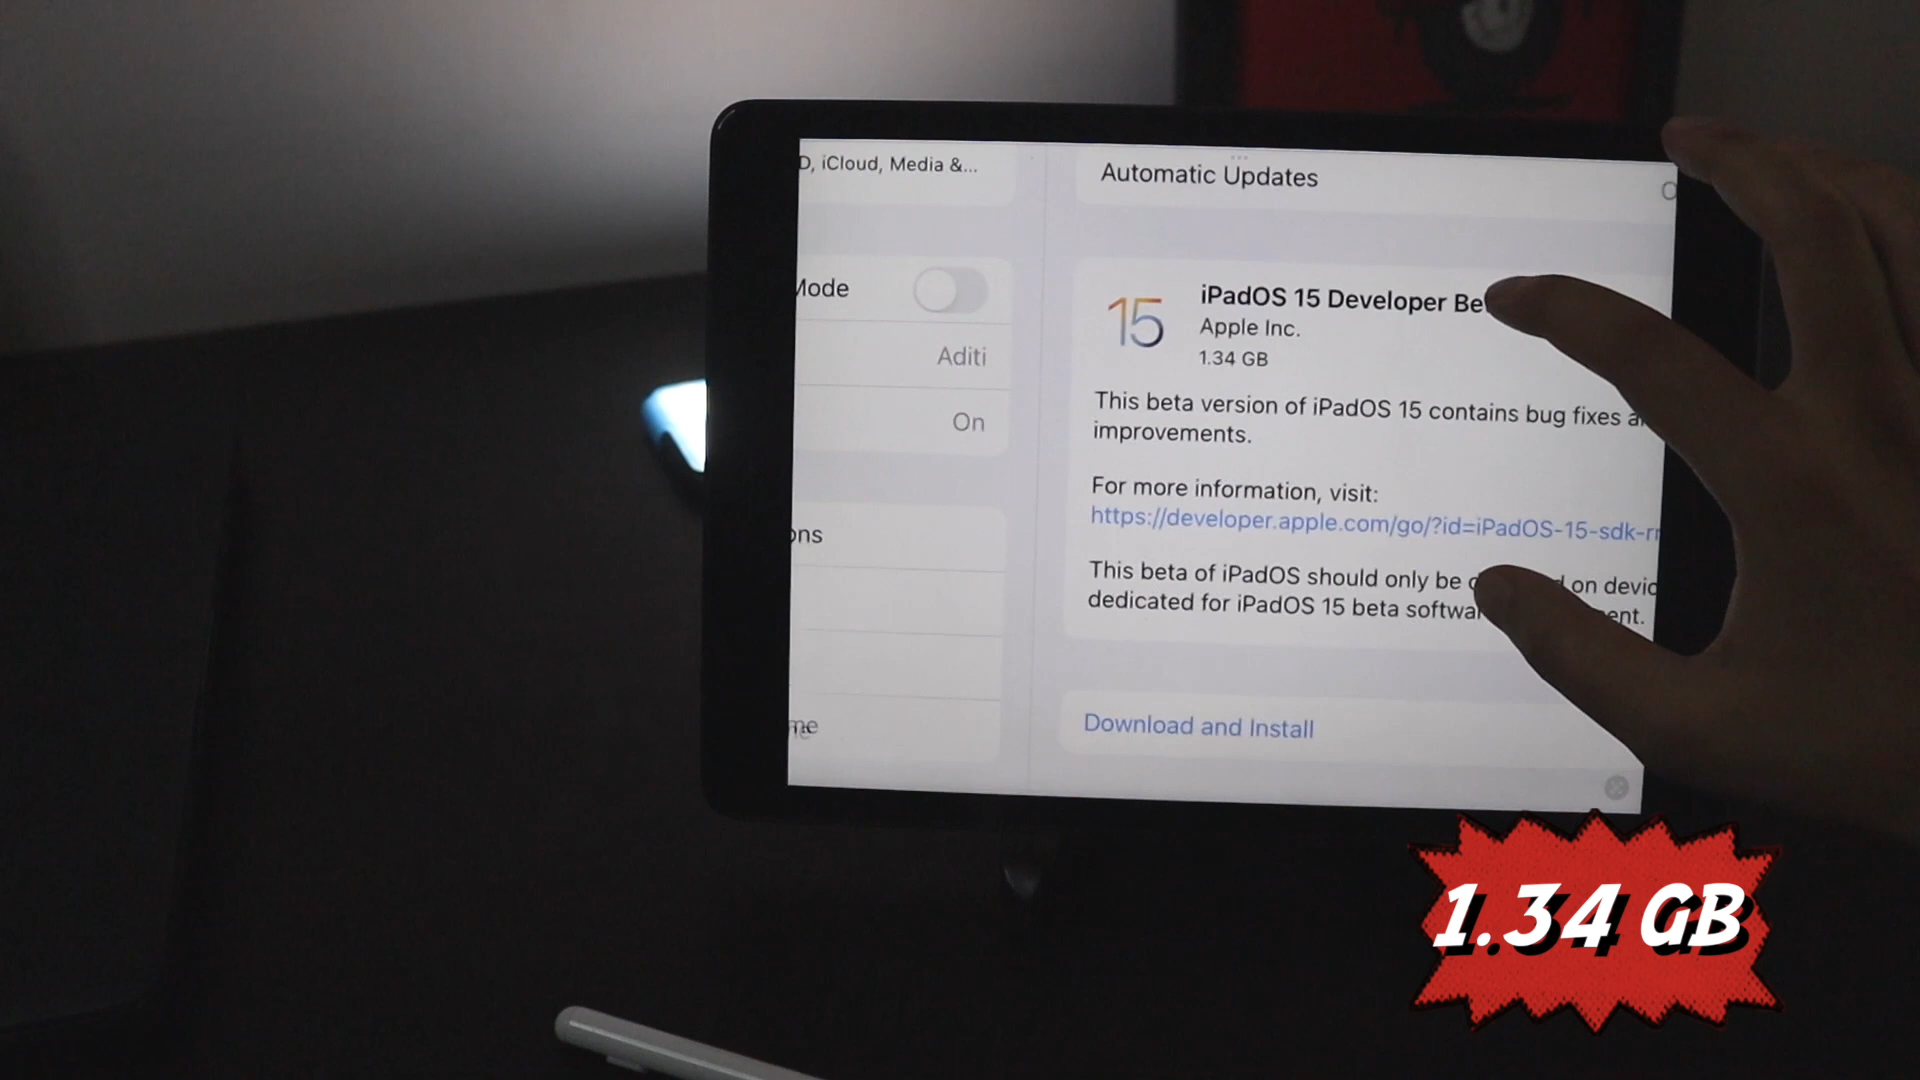 D, iCloud, Media &...
Mode
Aditi
On
ons
me
Automatic Updates
15
iPadOS 15 Developer Be
Apple Inc.
1.34 GB
This beta version of iPadOS 15 contains bug fixes a
improvements.
For more information, visit:
https://developer.apple.com/go/?id=iPadOS-15-sdk-r
This beta of iPadOS should only be on devic
dedicated for iPadOS 15 beta softwa ent.
Download and Install
1.34 GB